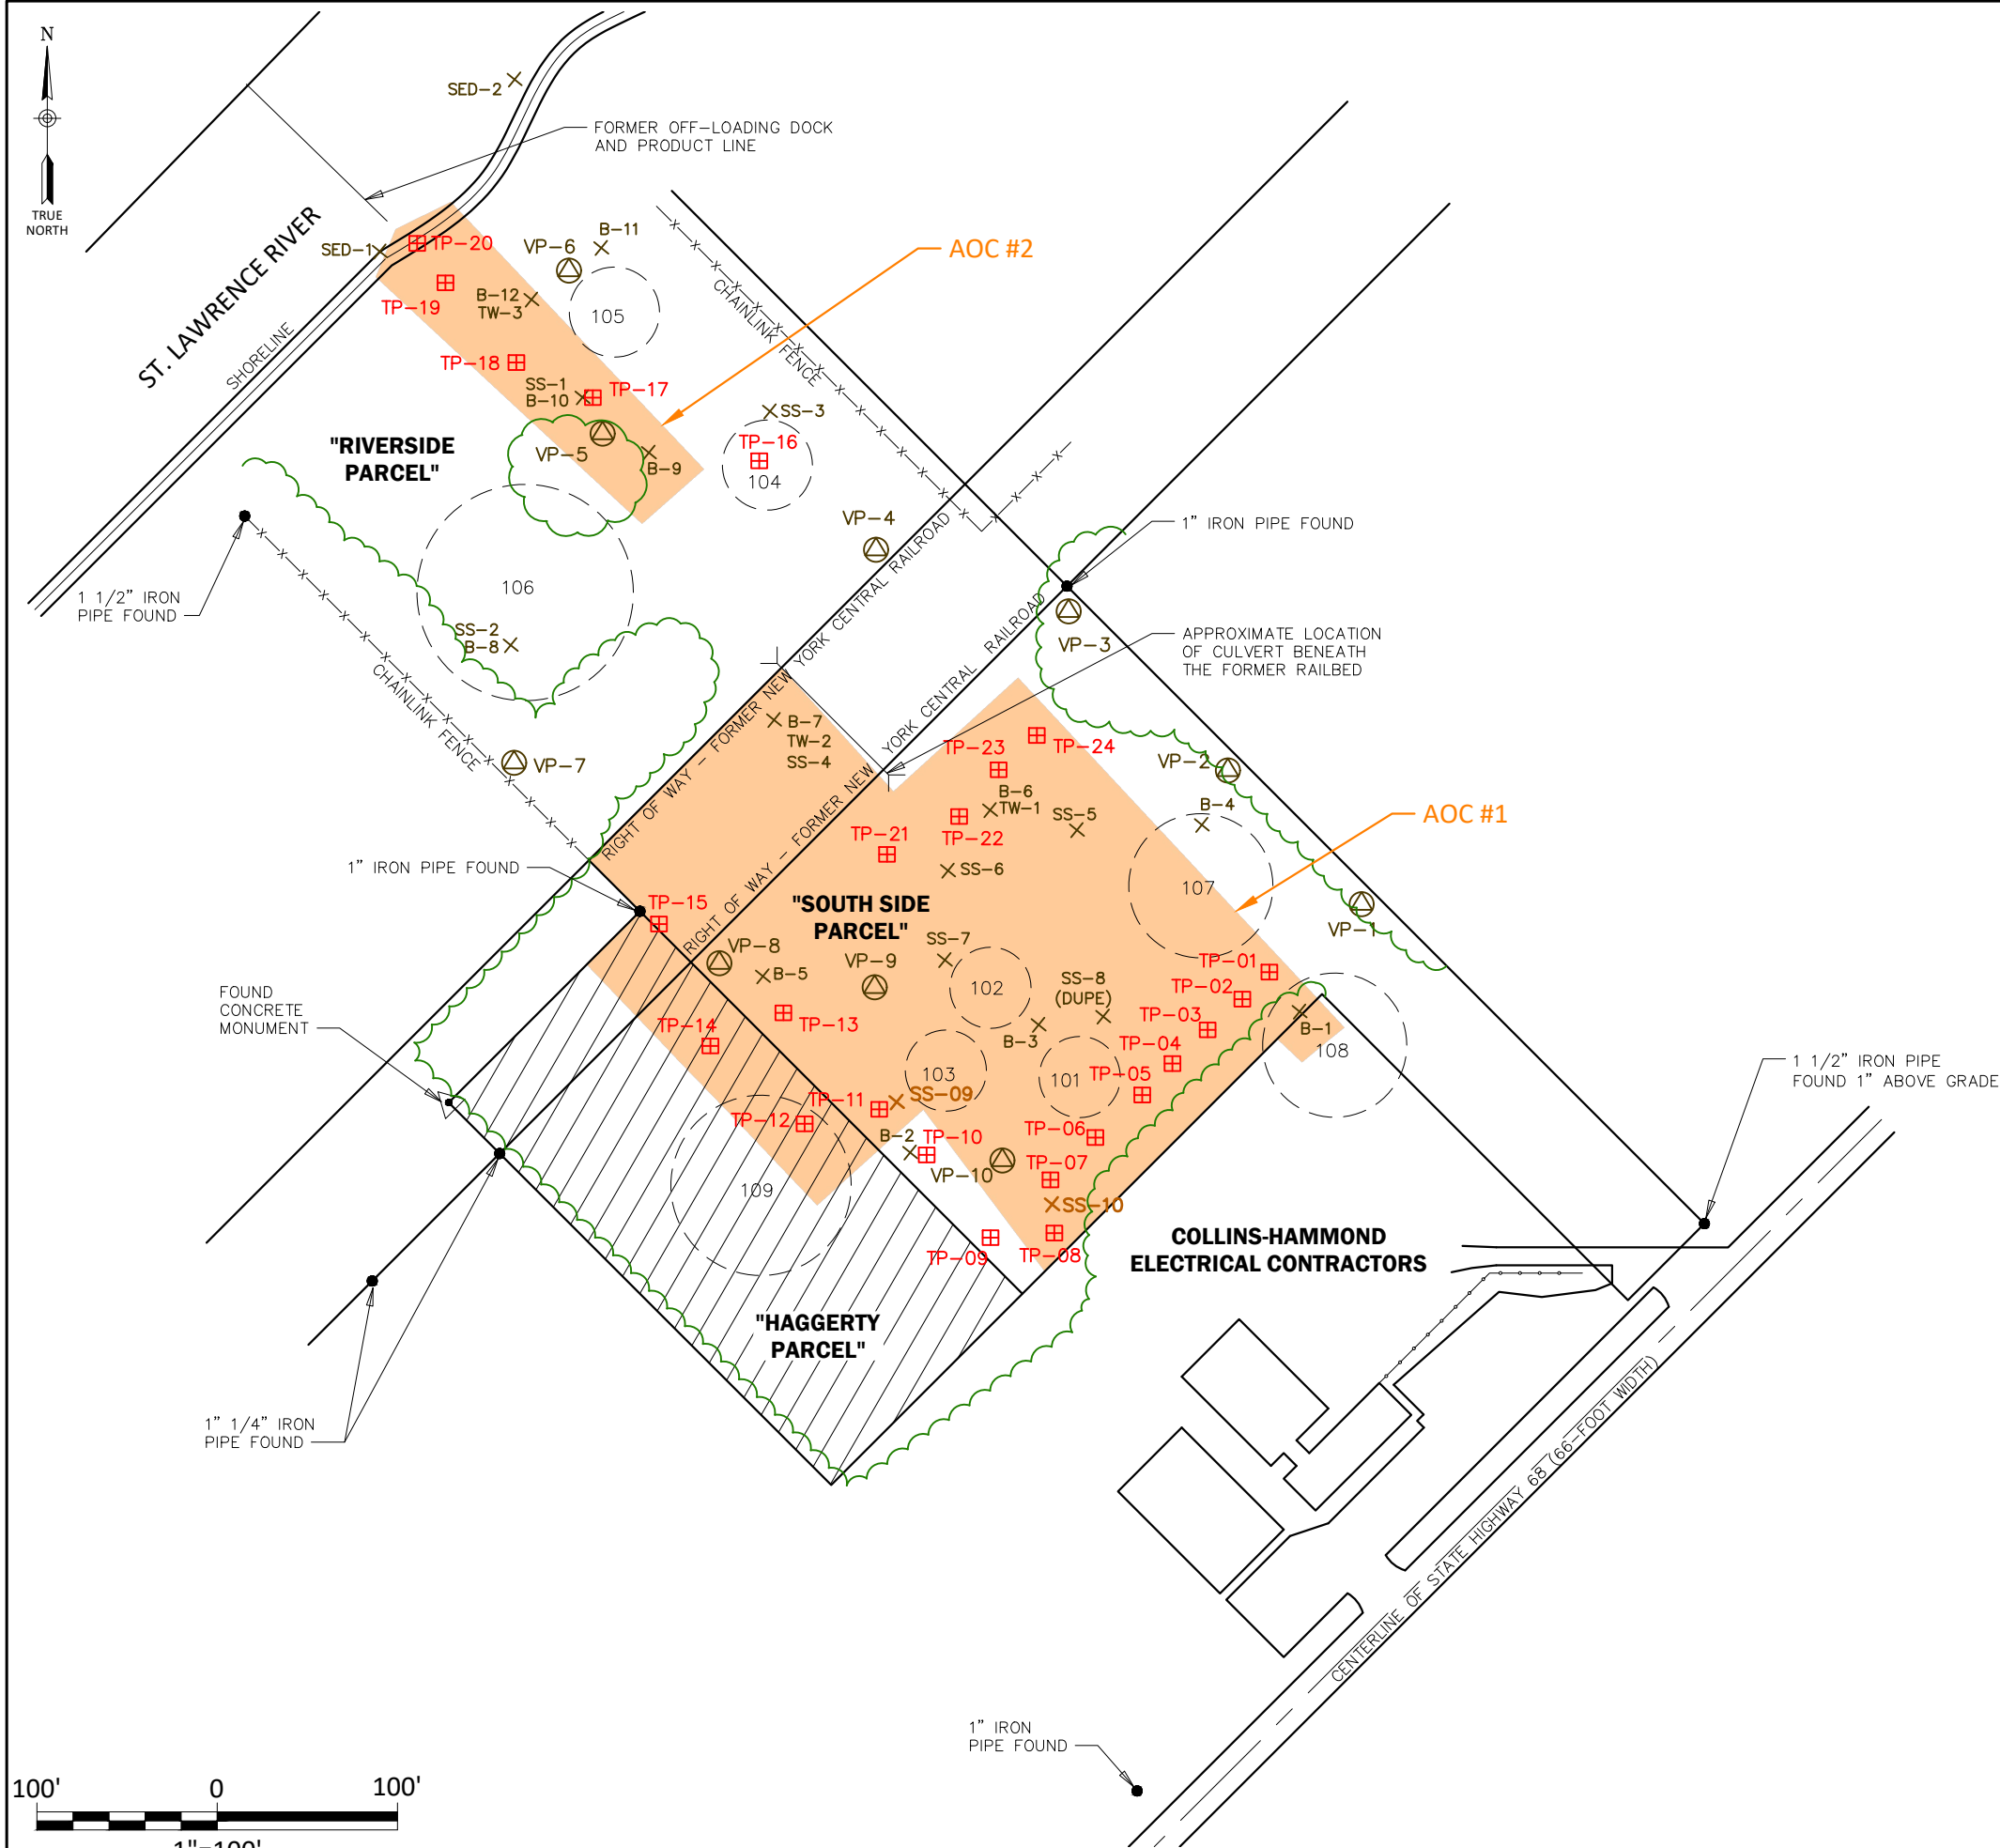 N
TRUE
NORTH
SED-2
FORMER OFF-LOADING DOCK
AND PRODUCT LINE
ST. LAWRENCE RIVER
SHORELINE
SED-1
TP-20
TP-19
VP-6
B-11
B-12
TW-3
105
AOC #2
CHAINLINK FENCE
TP-18
SS-1
B-10
TP-17
SS-3
"RIVERSIDE
PARCEL"
VP-5
B-9
TP-16
104
VP-4
1" IRON PIPE FOUND
1 1/2" IRON
PIPE FOUND
106
SS-2
B-8
CHAINLINK FENCE
VP-7
VP-3
APPROXIMATE LOCATION
OF CULVERT BENEATH
THE FORMER RAILBED
RIGHT OF WAY - FORMER NEW YORK CENTRAL RAILROAD
RIGHT OF WAY - FORMER NEW YORK CENTRAL RAILROAD
B-7
TW-2
SS-4
TP-23
TP-24
VP-2
B-6
TW-1
SS-5
B-4
TP-21
TP-22
SS-6
AOC #1
107
1" IRON PIPE FOUND
TP-15
"SOUTH SIDE
PARCEL"
VP-1
VP-8
B-5
VP-9
SS-7
102
SS-8
(DUPE)
TP-01
TP-02
TP-03
B-1
108
FOUND
CONCRETE
MONUMENT
TP-14
TP-13
B-3
TP-04
103
101
TP-05
1 1/2" IRON PIPE
FOUND 1" ABOVE GRADE
TP-11
SS-09
TP-12
B-2
TP-10
TP-06
VP-10
TP-07
109
SS-10
TP-09
TP-08
COLLINS-HAMMOND
ELECTRICAL CONTRACTORS
"HAGGERTY
PARCEL"
1" 1/4" IRON
PIPE FOUND
CENTERLINE OF STATE HIGHWAY 68 (66-FOOT WIDTH)
1" IRON
PIPE FOUND
100'
0
100'
1"=100'